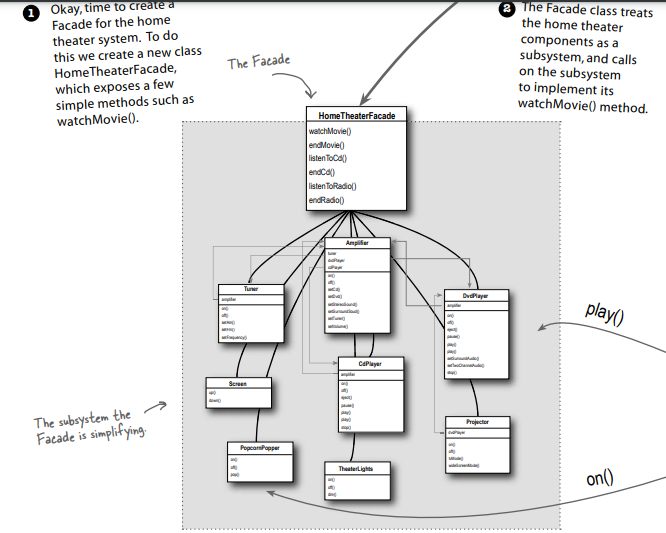 1 Okay, time to create a
Facade for the home
theater system. To do
this we create a new class
HomeTheaterFacade,
which exposes a few
simple methods such as
watchMovie().
2 The Facade class treats
the home theater
components as a
subsystem, and calls
on the subsystem
to implement its
watchMovie() method.
The Facade
HomeTheaterFacade
watchMovie()
endMovie()
listenToCd()
endCd()
listenToRadio()
endRadio()
Amplifier
tuner
dvdPlayer
cdPlayer
on()
off()
setCd()
setDvd()
setStereoSound()
setSurroundSound()
setTuner()
setVolume()
Tuner
amplifier
on()
off()
setAm()
setFm()
setFrequency()
DvdPlayer
amplifier
on()
off()
eject()
pause()
play()
play()
setSurroundAudio()
setTwoChannelAudio()
stop()
play()
CdPlayer
amplifier
on()
off()
eject()
pause()
play()
play()
stop()
Screen
up()
down()
The subsystem the
Facade is simplifying.
Projector
dvdPlayer
on()
off()
tvMode()
wideScreenMode()
PopcornPopper
on()
off()
pop()
TheaterLights
on()
off()
dim()
on()